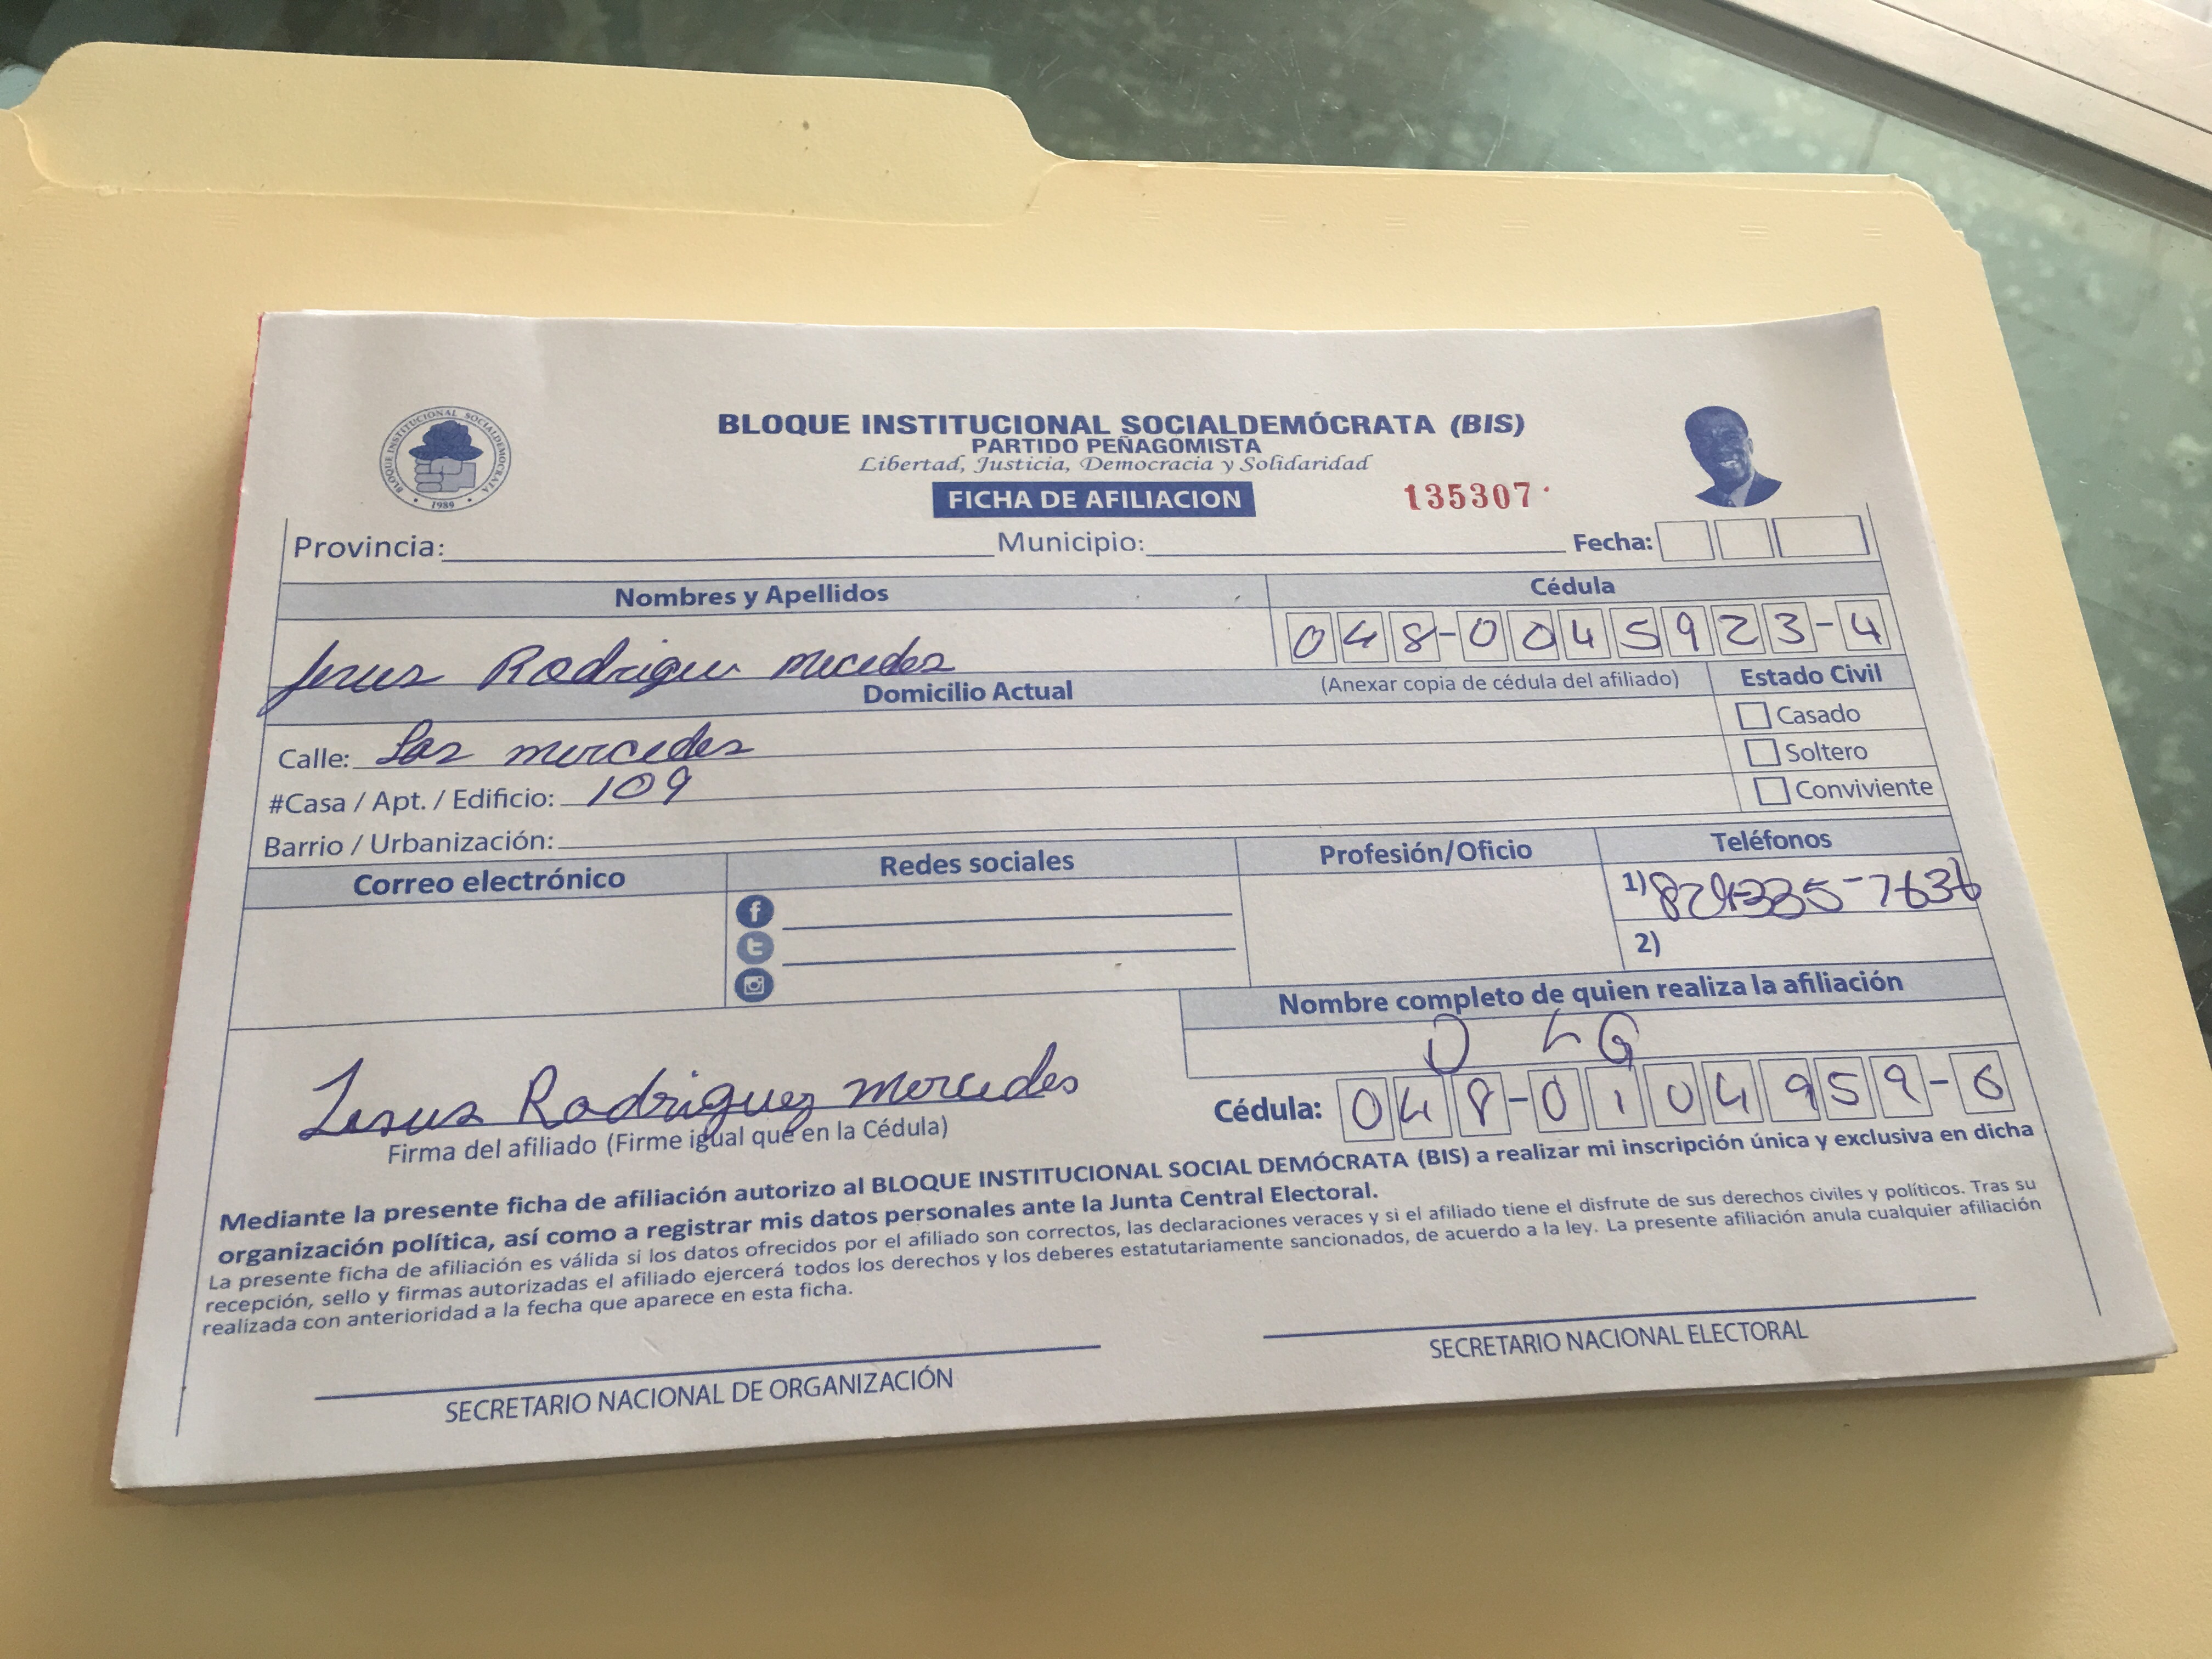 BLOQUE INSTITUCIONAL SOCIALDEMOCRATA
1989
BLOQUE INSTITUCIONAL SOCIALDEMÓCRATA (BIS)
PARTIDO PEÑAGOMISTA
Libertad, Justicia, Democracia y Solidaridad
FICHA DE AFILIACION 135307
Provincia: Municipio: Fecha:
Nombres y Apellidos Cédula
Jesus Rodriguez 048-0045923-4
Domicilio Actual (Anexar copia de cédula del afiliado) Estado Civil
Casado
Calle: Las mercedes
Soltero
#Casa / Apt. / Edificio: 109
Conviviente
Barrio / Urbanización:
Correo electrónico Redes sociales Profesión/Oficio Teléfonos
1)
2)
Nombre completo de quien realiza la afiliación
Jesus Rodriguez mercedes
Firma del afiliado (Firme igual que en la Cédula)
Cédula: 048-0104959-6
Mediante la presente ficha de afiliación autorizo al BLOQUE INSTITUCIONAL SOCIAL DEMÓCRATA (BIS) a realizar mi inscripción única y exclusiva en dicha
organización política, así como a registrar mis datos personales ante la Junta Central Electoral.
La presente ficha de afiliación es válida si los datos ofrecidos por el afiliado son correctos, las declaraciones veraces y si el afiliado tiene el disfrute de sus derechos civiles y políticos. Tras su
recepción, sello y firmas autorizadas el afiliado ejercerá todos los derechos y los deberes estatutariamente sancionados, de acuerdo a la ley. La presente afiliación anula cualquier afiliación
realizada con anterioridad a la fecha que aparece en esta ficha.
SECRETARIO NACIONAL DE ORGANIZACIÓN
SECRETARIO NACIONAL ELECTORAL